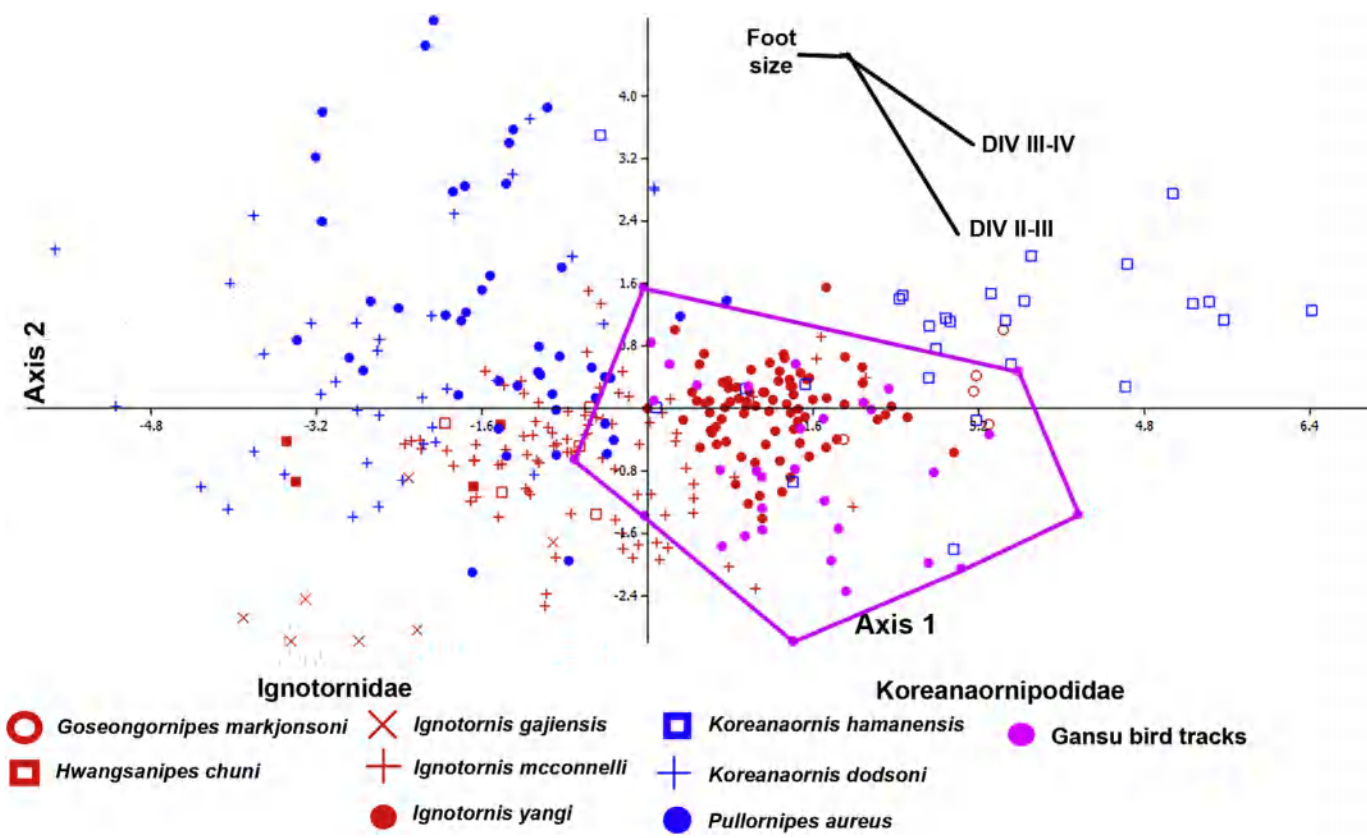 Foot
size
4.0
3.2
DIV III-IV
2.4
DIV II-III
1.6
0.8
Axis 2
-4.8
-3.2
-1.6
1.6
3.2
4.8
6.4
-0.8
-1.6
-2.4
Axis 1
Ignotornidae
Koreanaornipodidae
Goseongornipes markjonsoni
Ignotornis gajiensis
Koreanaornis hamanensis
Gansu bird tracks
Hwangsanipes chuni
Ignotornis mcconnelli
Koreanaornis dodsoni
Ignotornis yangi
Pullornipes aureus